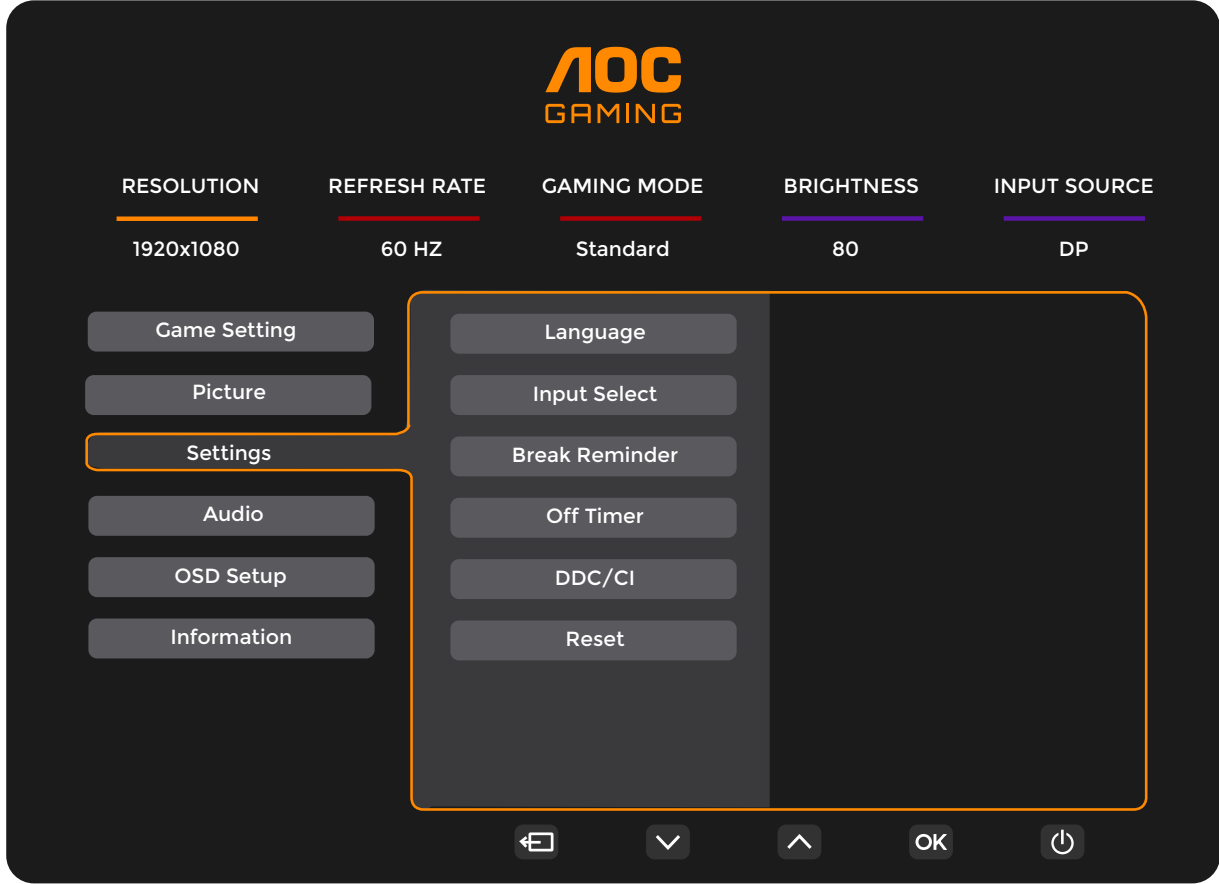 AOC
GAMING
RESOLUTION REFRESH RATE GAMING MODE BRIGHTNESS INPUT SOURCE
1920x1080 60 HZ Standard 80 DP
Game Setting
Picture
Settings
Audio
OSD Setup
Information
Language
Input Select
Break Reminder
Off Timer
DDC/CI
Reset
OK